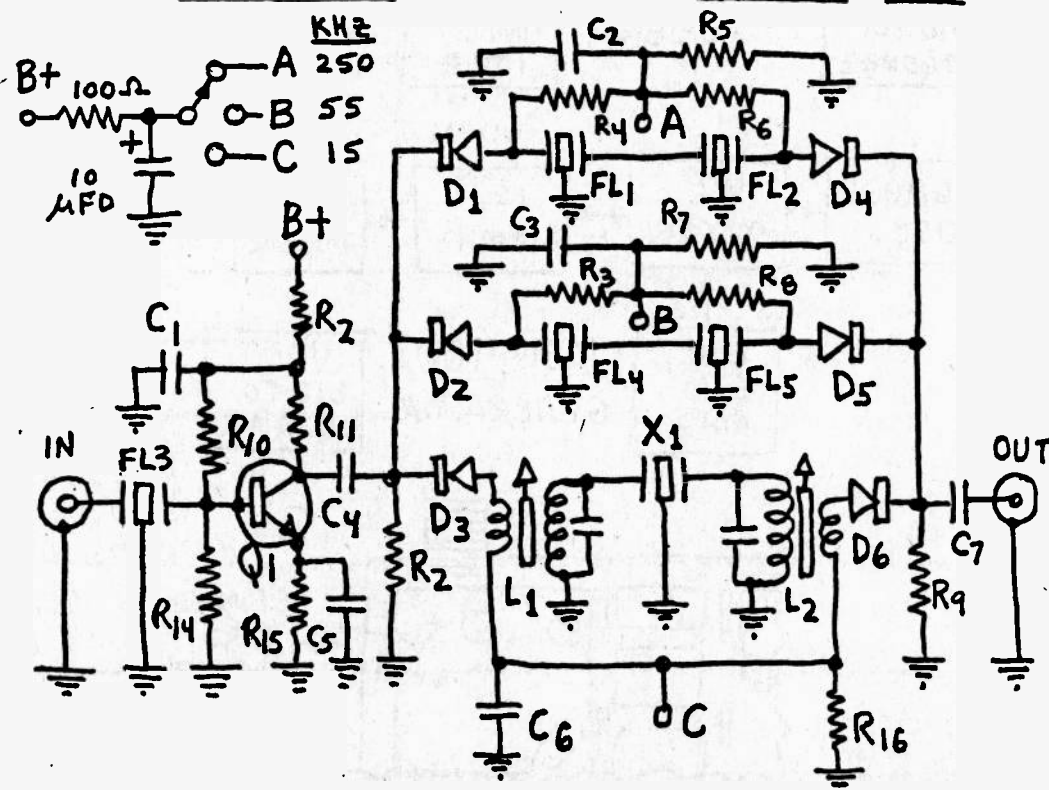 KHZ
A 250
B 55
C 15
B+
100Ω
+
10
µFD
B+
R2
C1
R10
R11
IN
FL3
Q1
C4
R14
R15
C5
R2
C2
R5
R4
A
R6
D1
FL1
FL2
D4
C3
R7
R3
R8
B
D2
FL4
FL5
D5
X1
D3
L1
L2
D6
OUT
C7
R9
C6
C
R16